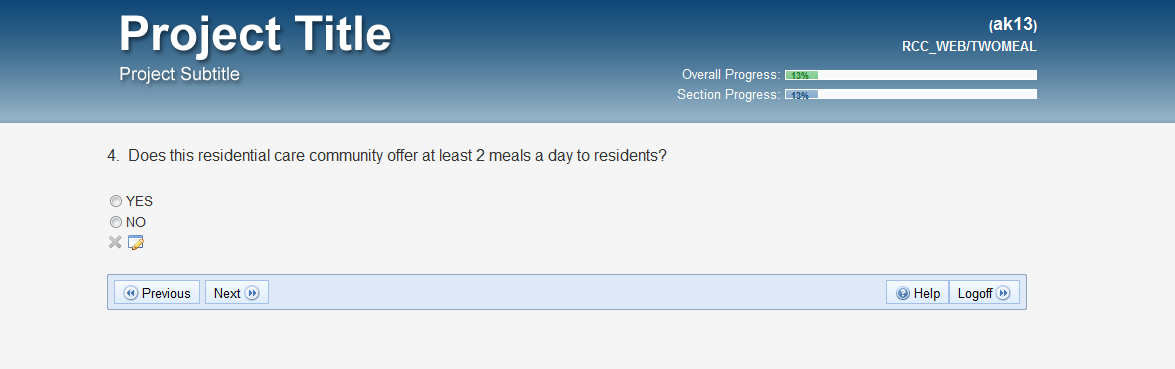 Project Title
Project Subtitle
(ak13)
RCC_WEB/TWOMEAL
Overall Progress: 13%
Section Progress: 13%
4. Does this residential care community offer at least 2 meals a day to residents?
YES
NO
Previous Next Help Logoff